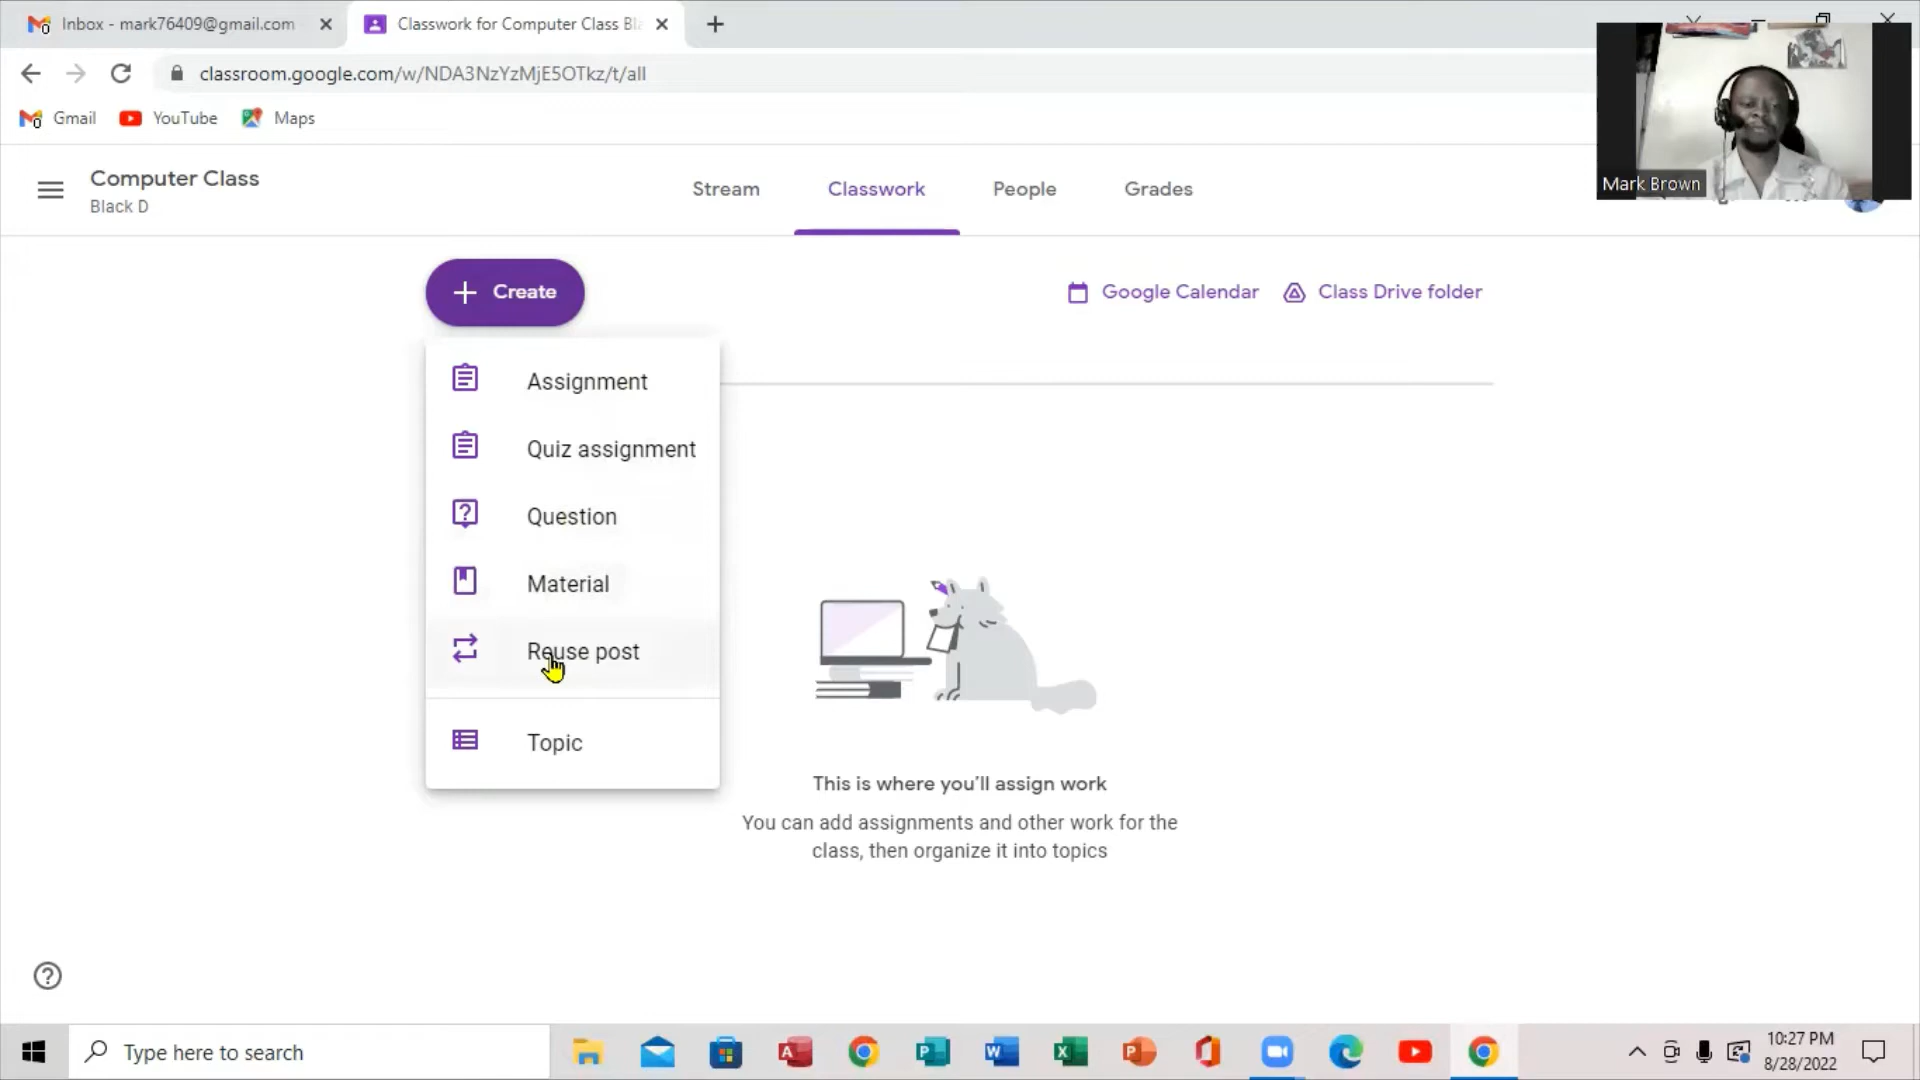 Inbox - mark76409@gmail.com
Classwork for Computer Class Bla
classroom.google.com/w/NDA3NzYzMjE5OTkz/t/all
Gmail
YouTube
Maps
Mark Brown
Computer Class
Black D
Stream
Classwork
People
Grades
Create
Google Calendar
Class Drive folder
Assignment
Quiz assignment
Question
Material
Reuse post
Topic
This is where you'll assign work
You can add assignments and other work for the
class, then organize it into topics
Type here to search
10:27 PM
8/28/2022